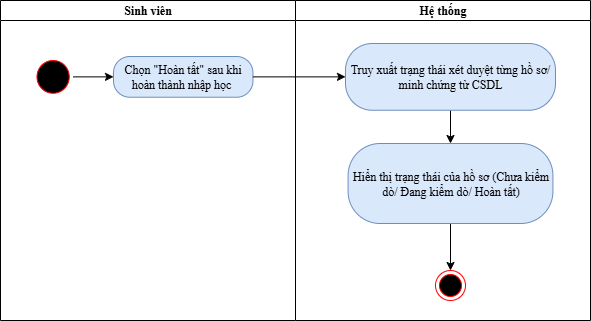 Sinh viên
Hệ thống
Chọn "Hoàn tất" sau khi
hoàn thành nhập học
Truy xuất trạng thái xét duyệt từng hồ sơ/
minh chứng từ CSDL
Hiển thị trạng thái của hồ sơ (Chưa kiểm
dò/ Đang kiểm dò/ Hoàn tất)